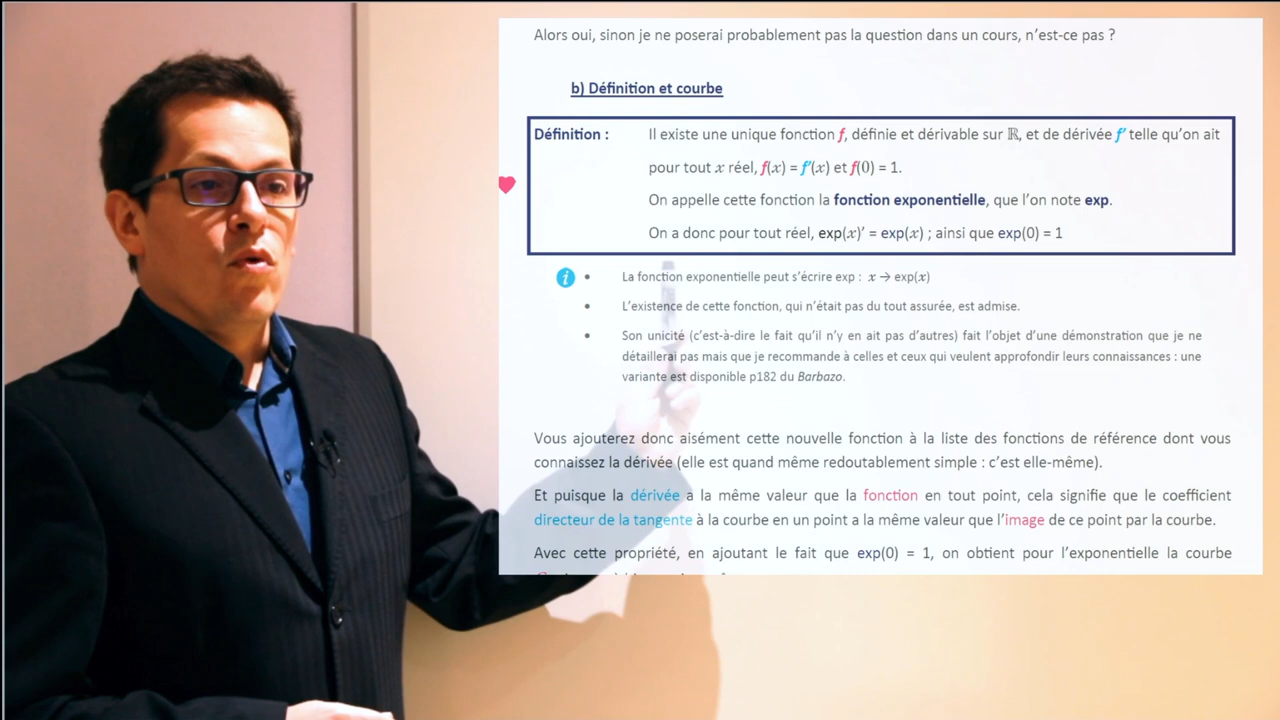 Alors oui, sinon je ne poserai probablement pas la question dans un cours, n'est-ce pas ?
b) Définition et courbe
Définition : Il existe une unique fonction f, définie et dérivable sur ℝ, et de dérivée f' telle qu'on ait
pour tout x réel, f(x) = f'(x) et f(0) = 1.
On appelle cette fonction la fonction exponentielle, que l'on note exp.
On a donc pour tout réel, exp(x)' = exp(x) ; ainsi que exp(0) = 1
i • La fonction exponentielle peut s'écrire exp : x → exp(x)
• L'existence de cette fonction, qui n'était pas du tout assurée, est admise.
• Son unicité (c'est-à-dire le fait qu'il n'y en ait pas d'autres) fait l'objet d'une démonstration que je ne
détaillerai pas mais que je recommande à celles et ceux qui veulent approfondir leurs connaissances : une
variante est disponible p182 du Barbazo.
Vous ajouterez donc aisément cette nouvelle fonction à la liste des fonctions de référence dont vous
connaissez la dérivée (elle est quand même redoutablement simple : c'est elle-même).
Et puisque la dérivée a la même valeur que la fonction en tout point, cela signifie que le coefficient
directeur de la tangente à la courbe en un point a la même valeur que l'image de ce point par la courbe.
Avec cette propriété, en ajoutant le fait que exp(0) = 1, on obtient pour l'exponentielle la courbe